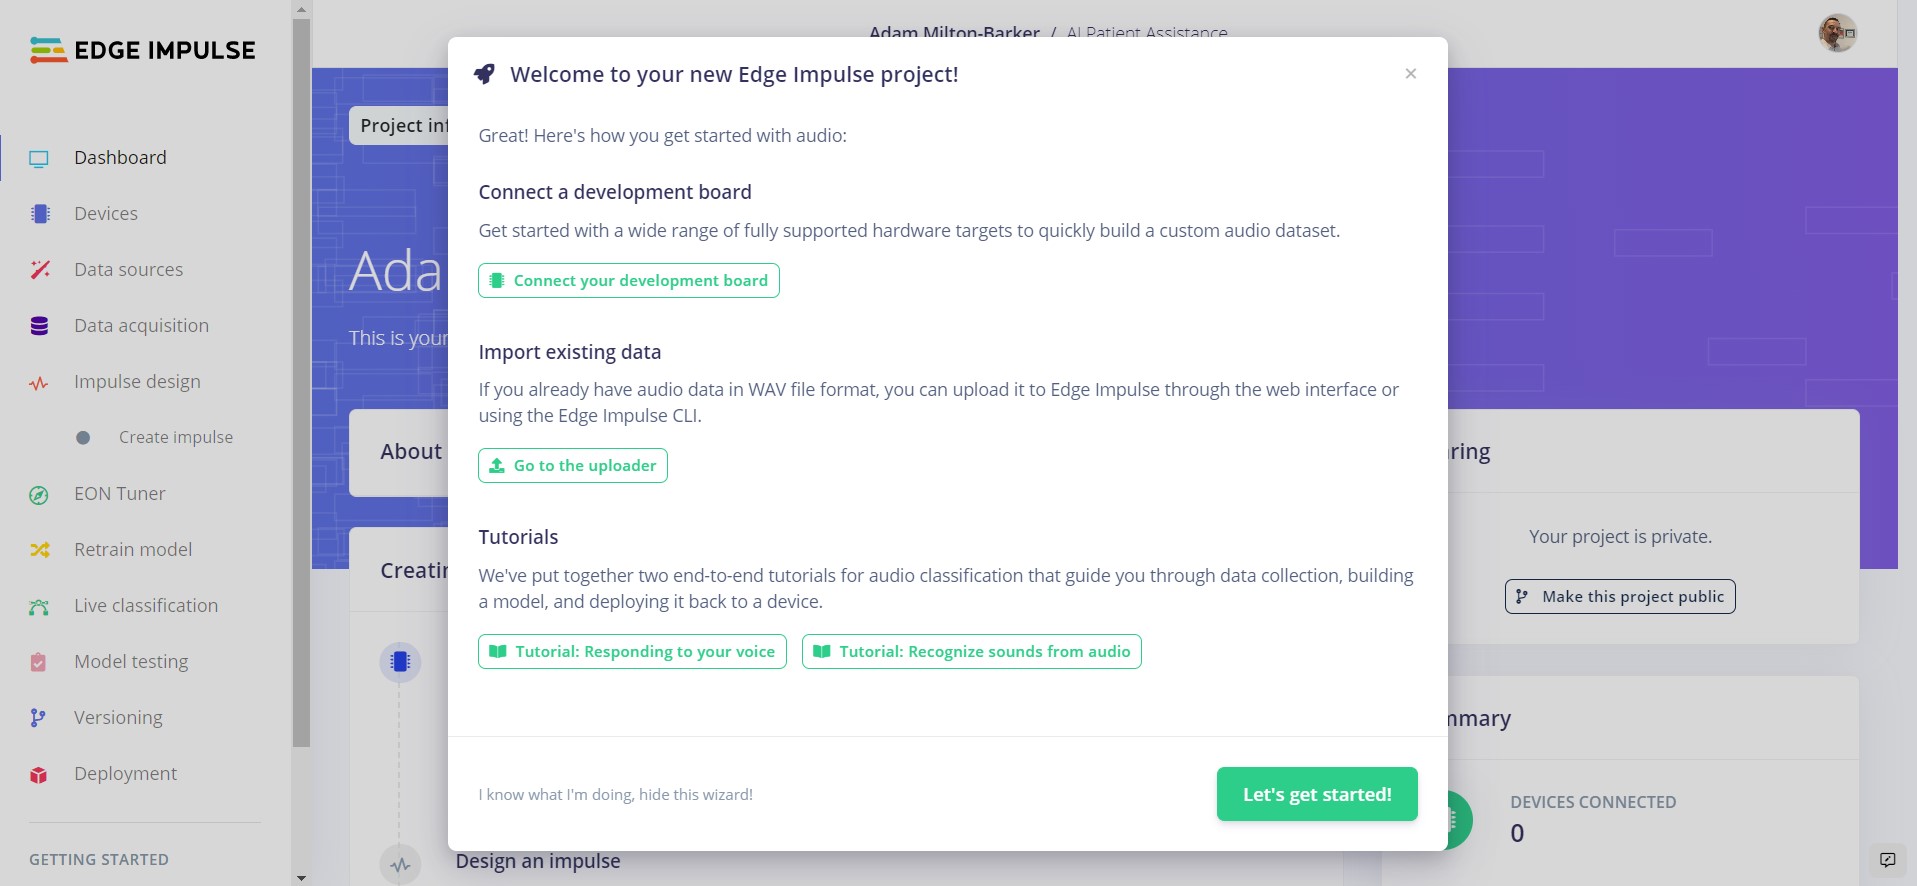 EDGE IMPULSE
Dashboard
Devices
Data sources
Data acquisition
Impulse design
Create impulse
EON Tuner
Retrain model
Live classification
Model testing
Versioning
Deployment
GETTING STARTED
Adam Milton-Barker / AI Patient Assistance
Project inf
Ada
This is your
About
Creatin
Design an impulse
Welcome to your new Edge Impulse project!
×
Great! Here's how you get started with audio:
Connect a development board
Get started with a wide range of fully supported hardware targets to quickly build a custom audio dataset.
Connect your development board
Import existing data
If you already have audio data in WAV file format, you can upload it to Edge Impulse through the web interface or
using the Edge Impulse CLI.
Go to the uploader
Tutorials
We've put together two end-to-end tutorials for audio classification that guide you through data collection, building
a model, and deploying it back to a device.
Tutorial: Responding to your voice
Tutorial: Recognize sounds from audio
I know what I'm doing, hide this wizard!
Let's get started!
ring
Your project is private.
Make this project public
mmary
DEVICES CONNECTED
0